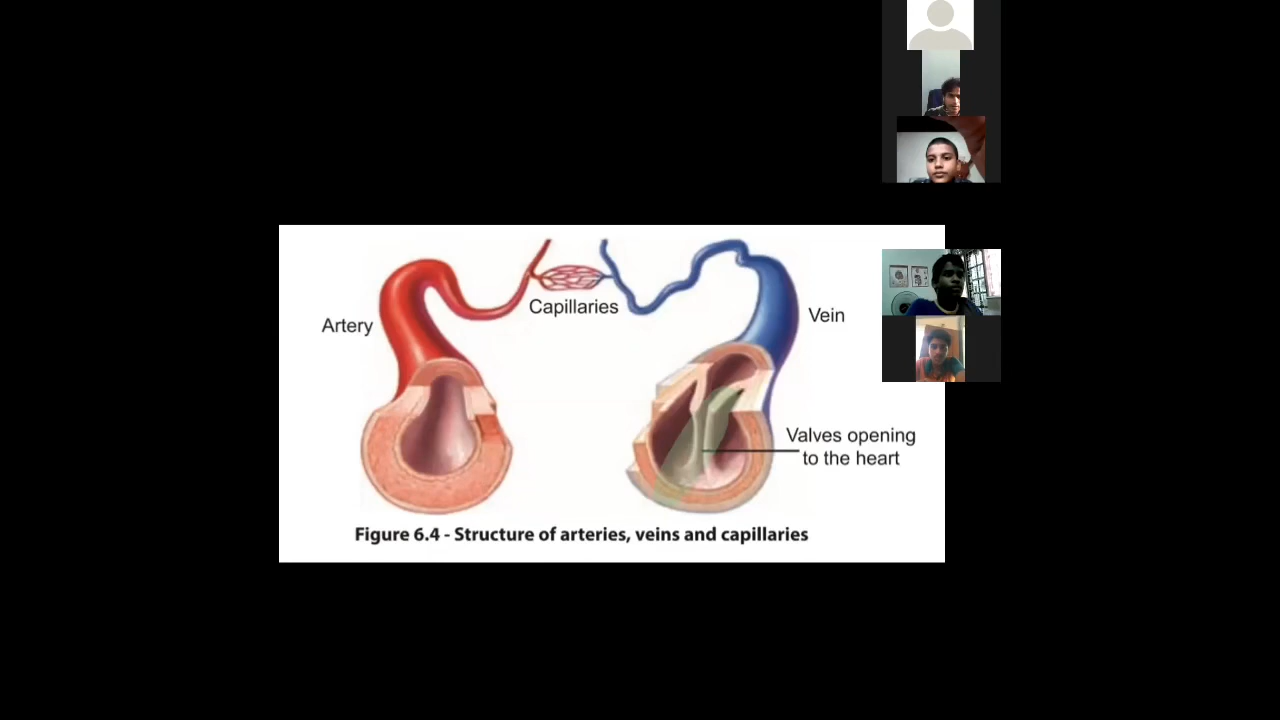 Artery
Capillaries
Vein
Valves opening
to the heart
Figure 6.4 - Structure of arteries, veins and capillaries